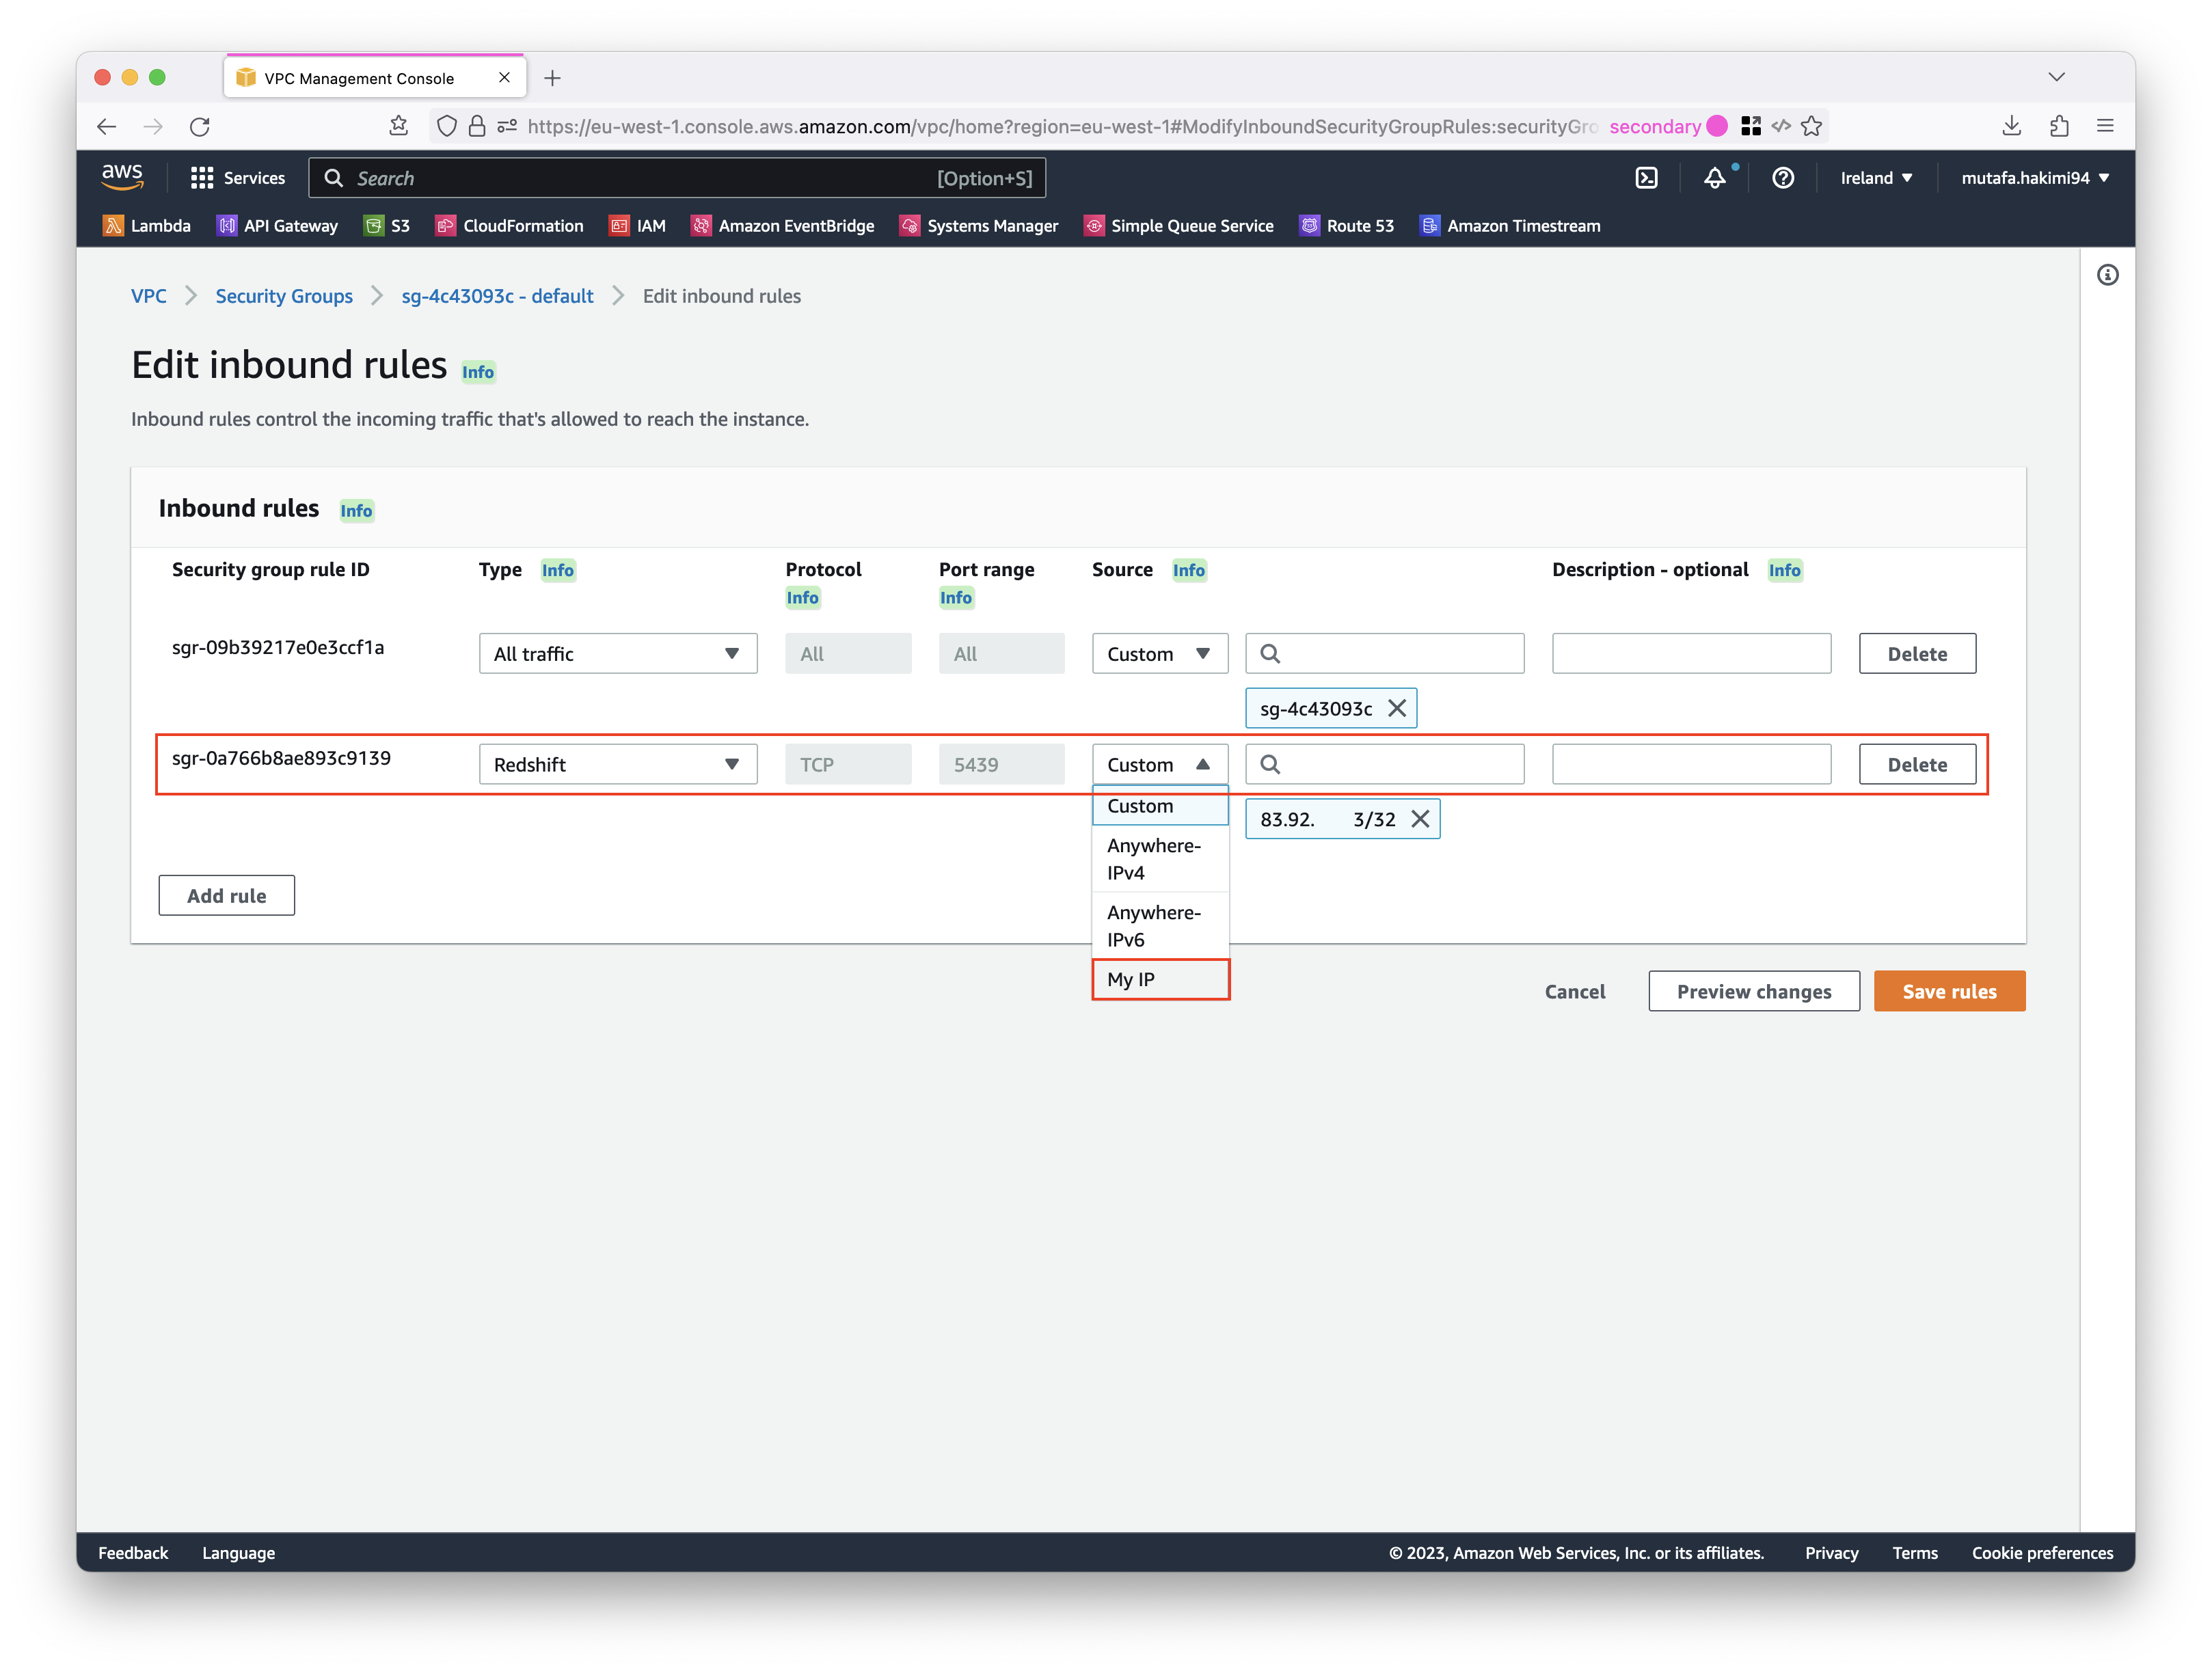 VPC Management Console
https://eu-west-1.console.aws.amazon.com/vpc/home?region=eu-west-1#ModifyInboundSecurityGroupRules:securityGro secondary
aws Services Search [Option+S] Ireland mutafa.hakimi94
Lambda API Gateway S3 CloudFormation IAM Amazon EventBridge Systems Manager Simple Queue Service Route 53 Amazon Timestream
VPC Security Groups sg-4c43093c - default Edit inbound rules
Edit inbound rules Info
Inbound rules control the incoming traffic that's allowed to reach the instance.
Inbound rules Info
Security group rule ID Type Info Protocol Port range Source Info Description - optional Info
Info Info
sgr-09b39217e0e3ccf1a All traffic All All Custom Delete
sg-4c43093c
sgr-0a766b8ae893c9139 Redshift TCP 5439 Custom Delete
Custom 83.92. 3/32
Anywhere-
IPv4
Add rule
Anywhere-
IPv6
My IP
Cancel Preview changes Save rules
Feedback Language © 2023, Amazon Web Services, Inc. or its affiliates. Privacy Terms Cookie preferences